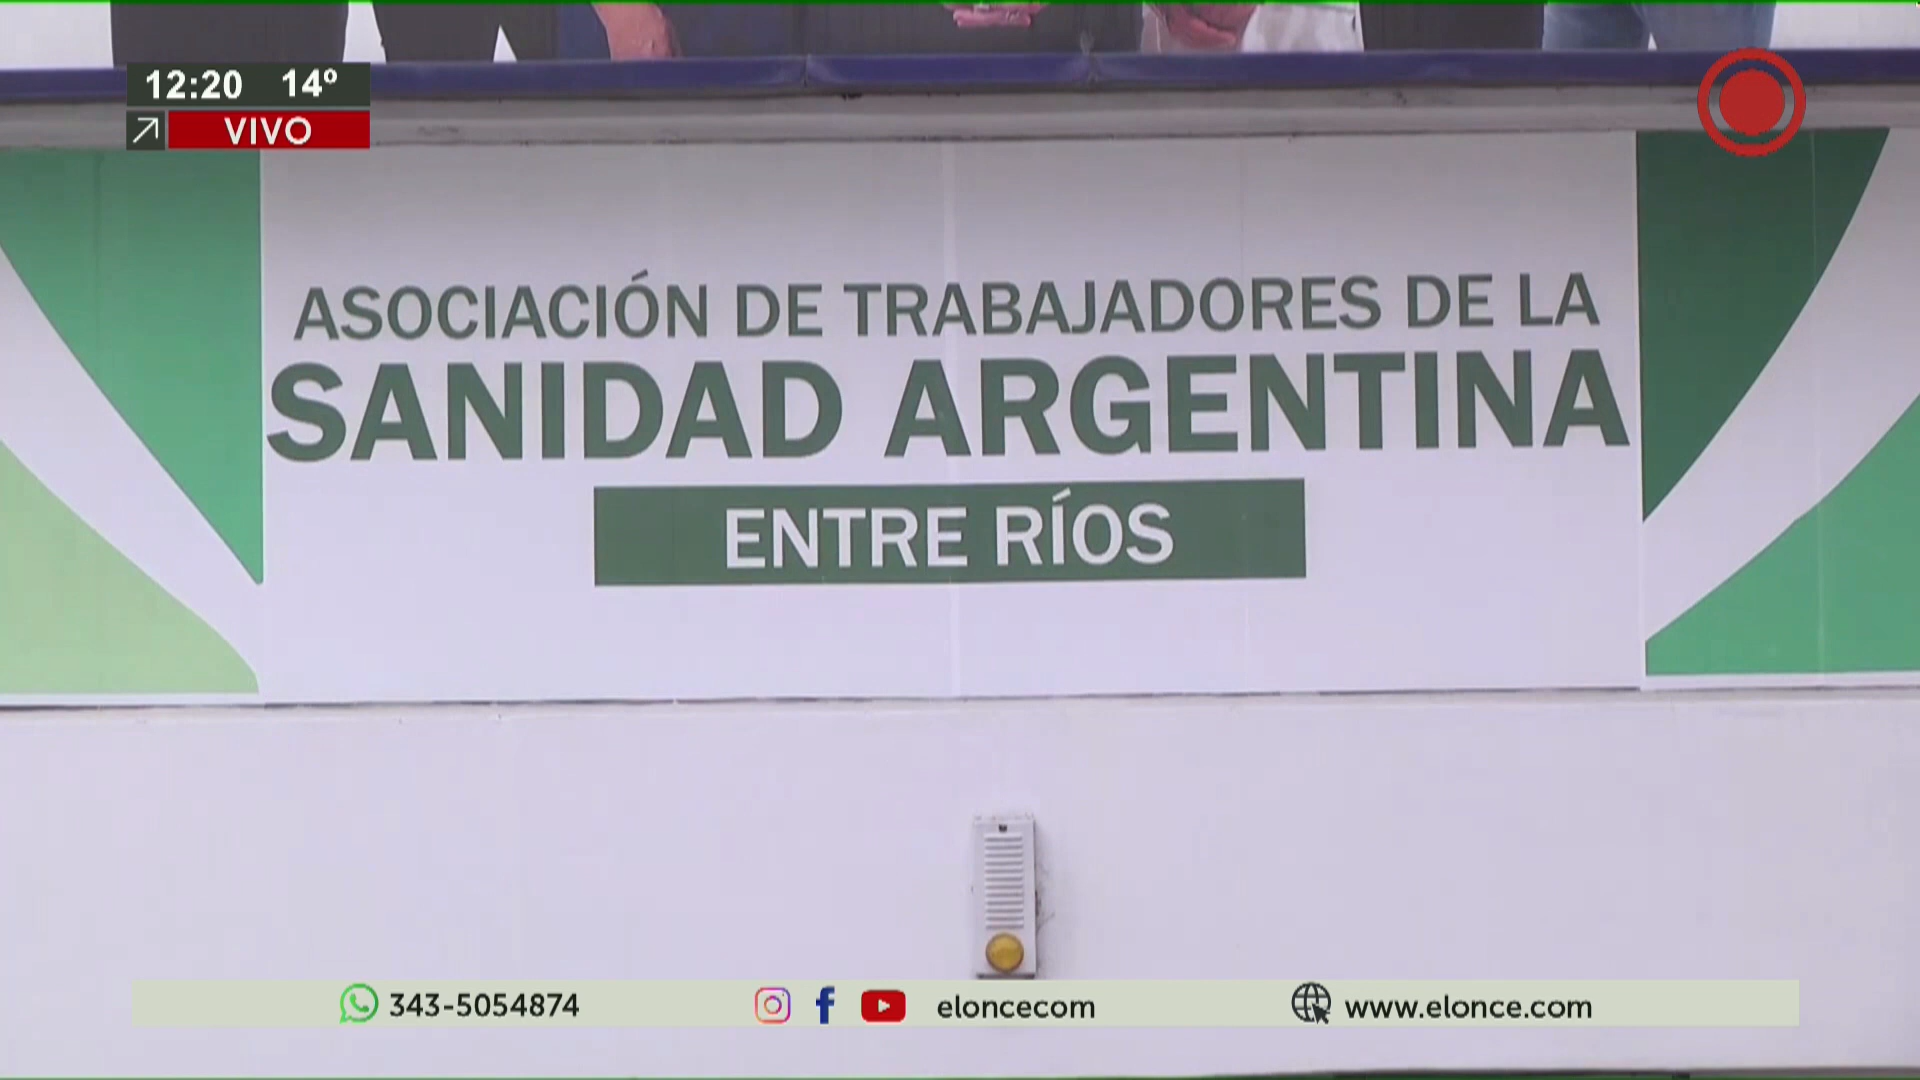 12:20 14º
VIVO
ASOCIACIÓN DE TRABAJADORES DE LA
SANIDAD ARGENTINA
ENTRE RÍOS
343-5054874 eloncecom www.elonce.com